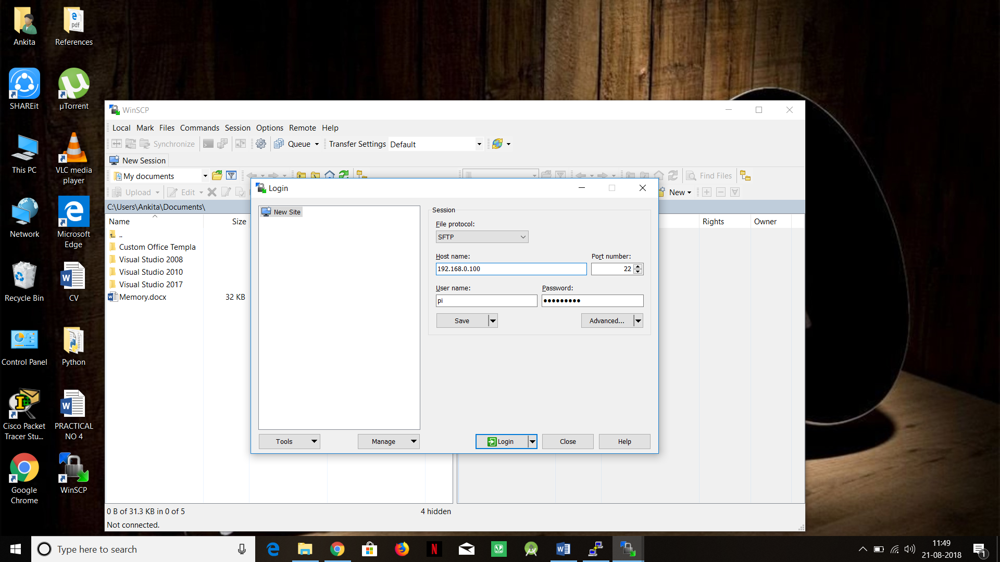 Ankita
References
SHAREit
µTorrent
This PC
VLC media
player
Network
Microsoft
Edge
Recycle Bin
CV
Control Panel
Python
Cisco Packet
Tracer Stu...
PRACTICAL
NO 4
Google
Chrome
WinSCP
WinSCP
Local Mark Files Commands Session Options Remote Help
Synchronize Queue Transfer Settings Default
New Session
My documents Find Files
Upload Edit New
C:\Users\Ankita\Documents\
Name Size Rights Owner
..
Custom Office Templa
Visual Studio 2008
Visual Studio 2010
Visual Studio 2017
Memory.docx 32 KB
Login
New Site
Session
File protocol:
SFTP
Host name: Port number:
192.168.0.100 22
User name: Password:
pi •••••••••
Save Advanced...
Tools Manage Login Close Help
0 B of 31.3 KB in 0 of 5 4 hidden
Not connected.
Type here to search
11:49
21-08-2018
1